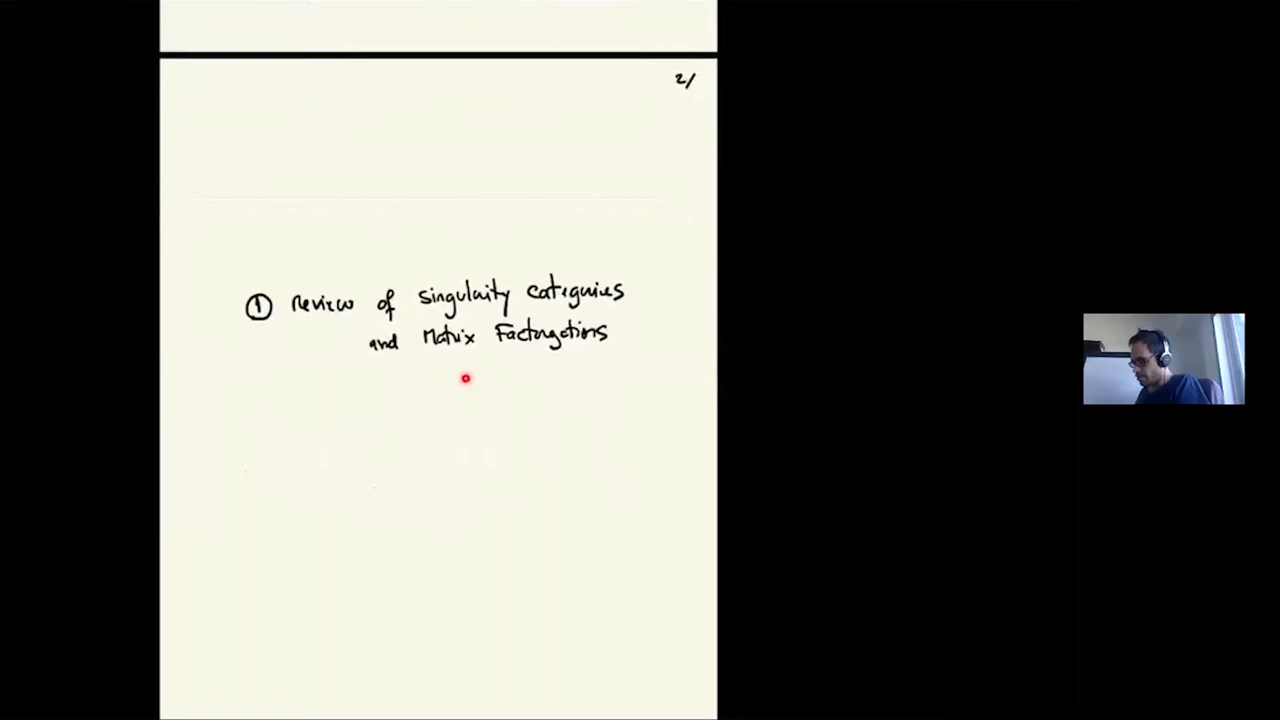 2/
① Review of Singularity Categories
and Matrix Factorizations